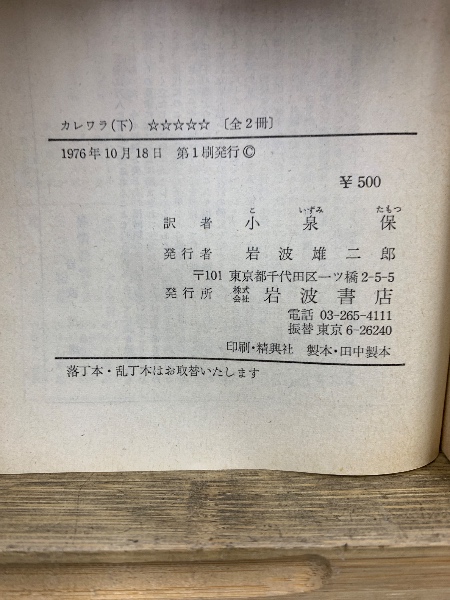 カレワラ(下) ☆☆☆☆☆ 〔全2冊〕
1976年10月18日 第1刷発行©
¥500
こ いずみ たもつ
訳者 小泉保
発行者 岩波雄二郎
〒101 東京都千代田区一ツ橋2-5-5
発行所 株式会社 岩波書店
電話 03-265-4111
振替 東京 6-26240
印刷・精興社 製本・田中製本
落丁本・乱丁本はお取替いたします